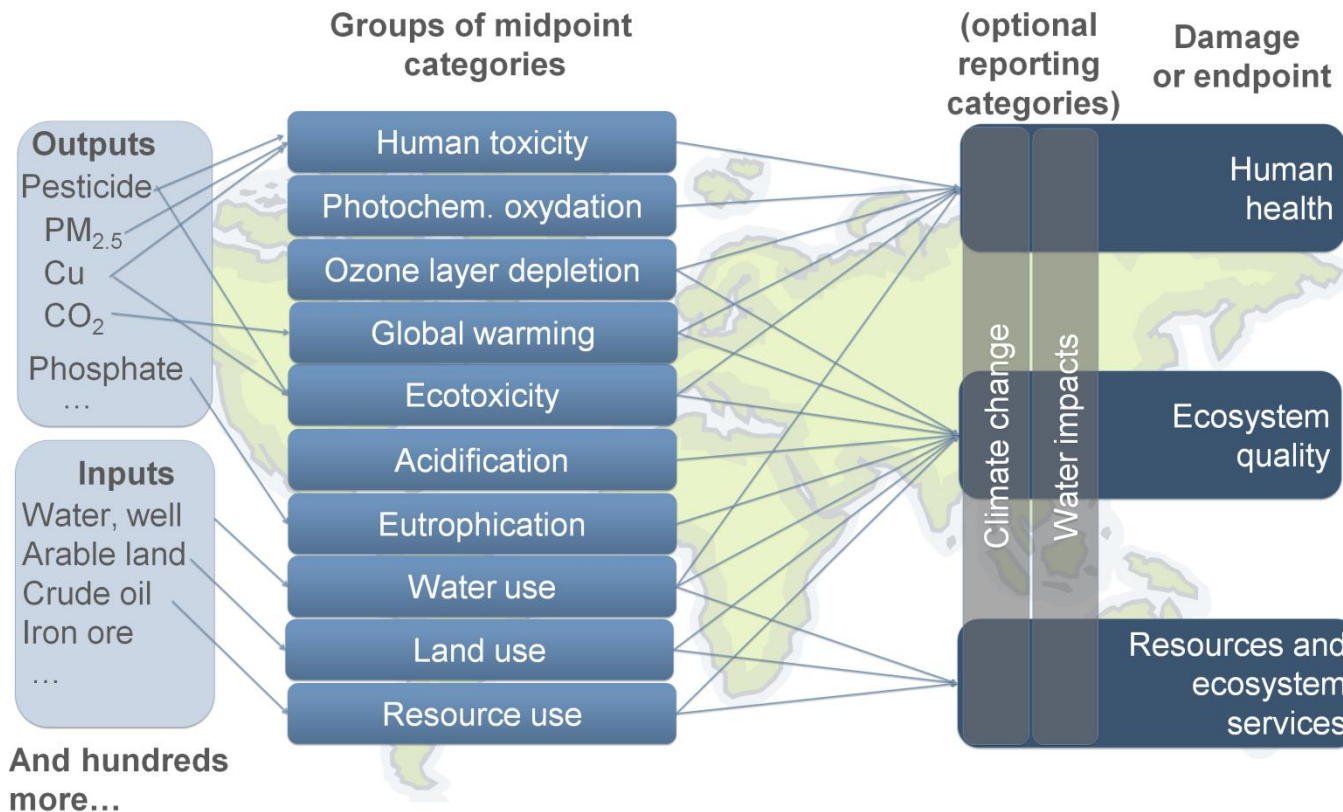 Groups of midpoint
categories
(optional
reporting
categories)
Damage
or endpoint
Outputs
Pesticide
PM2.5
Cu
CO2
Phosphate
…
Inputs
Water, well
Arable land
Crude oil
Iron ore
…
And hundreds
more…
Human toxicity
Photochem. oxydation
Ozone layer depletion
Global warming
Ecotoxicity
Acidification
Eutrophication
Water use
Land use
Resource use
Climate change
Water impacts
Human
health
Ecosystem
quality
Resources and
ecosystem
services